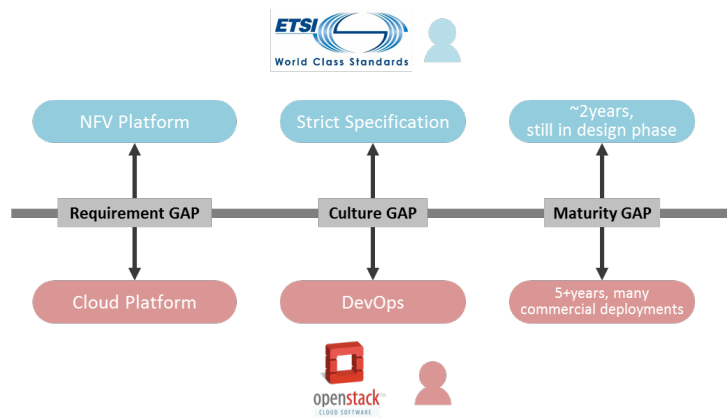 ETSI
World Class Standards
NFV Platform
Strict Specification
~2years,
still in design phase
Requirement GAP
Culture GAP
Maturity GAP
Cloud Platform
DevOps
5+years, many
commercial deployments
openstack™
CLOUD SOFTWARE